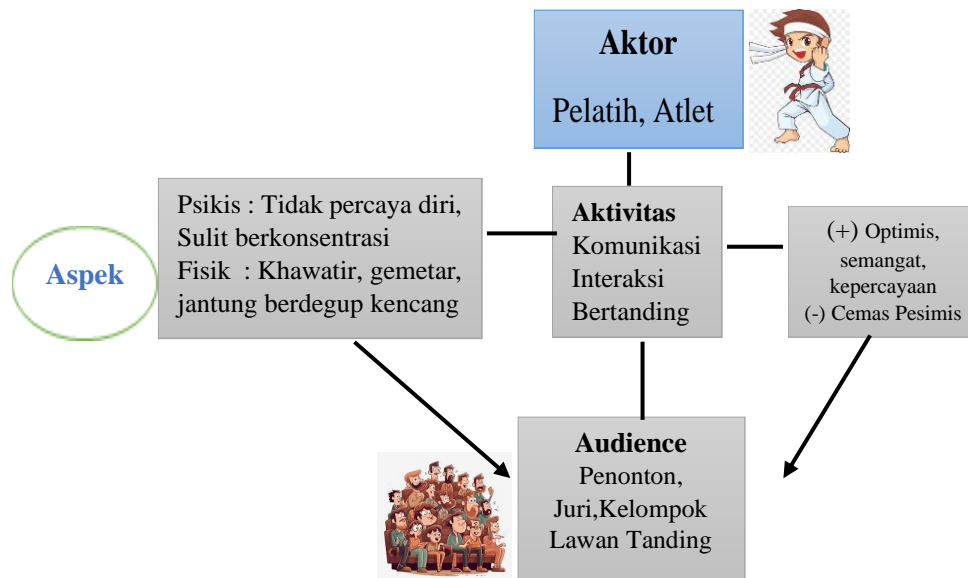 Aktor
Pelatih, Atlet
Aspek
Psikis : Tidak percaya diri,
Sulit berkonsentrasi
Fisik : Khawatir, gemetar,
jantung berdegup kencang
Aktivitas
Komunikasi
Interaksi
Bertanding
(+) Optimis,
semangat,
kepercayaan
(-) Cemas Pesimis
Audience
Penonton,
Juri,Kelompok
Lawan Tanding